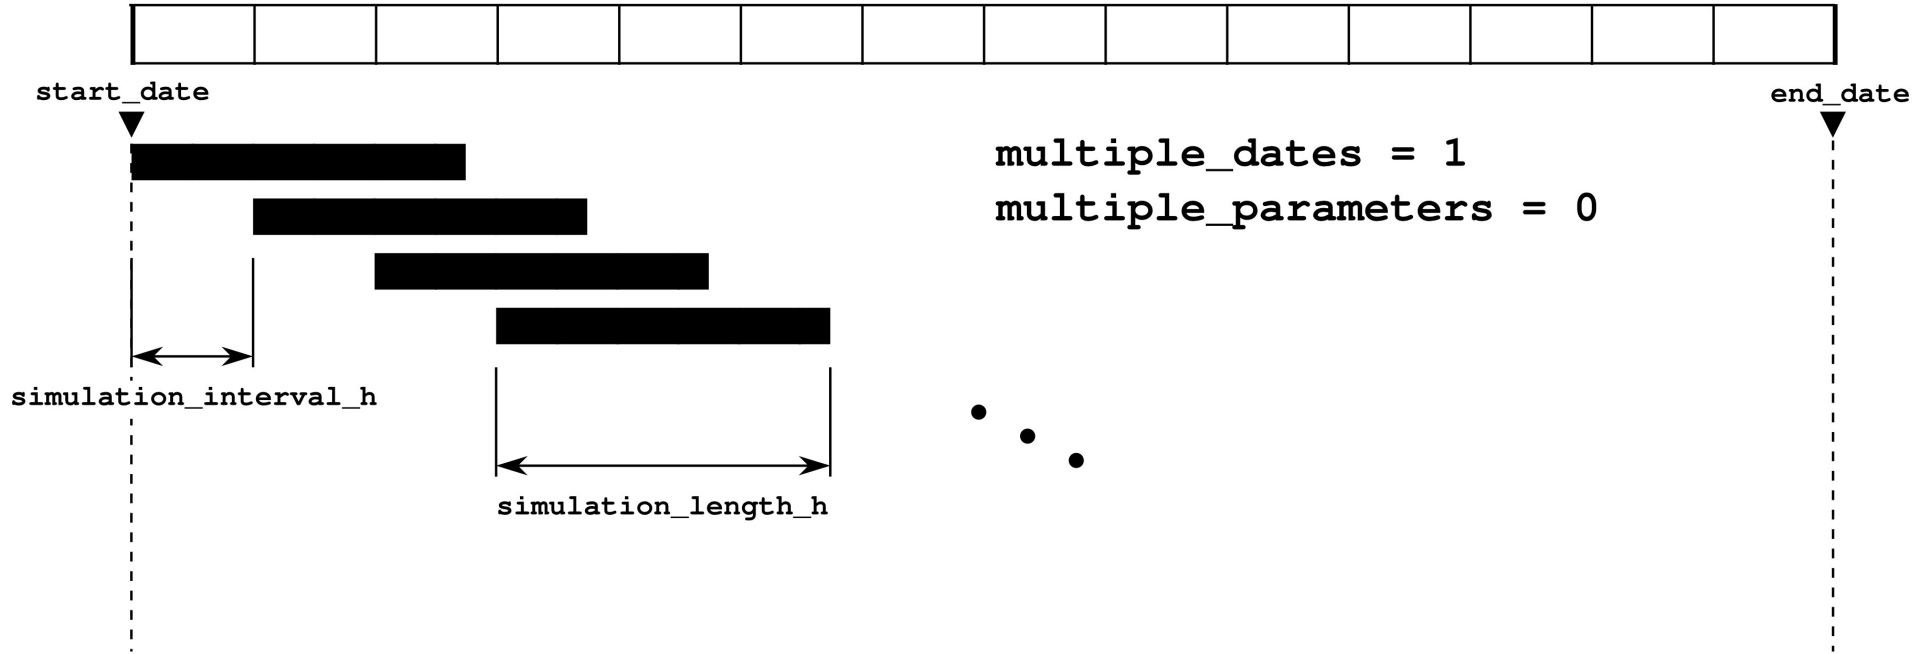 start_date
end_date
multiple_dates = 1
multiple_parameters = 0
simulation_interval_h
simulation_length_h